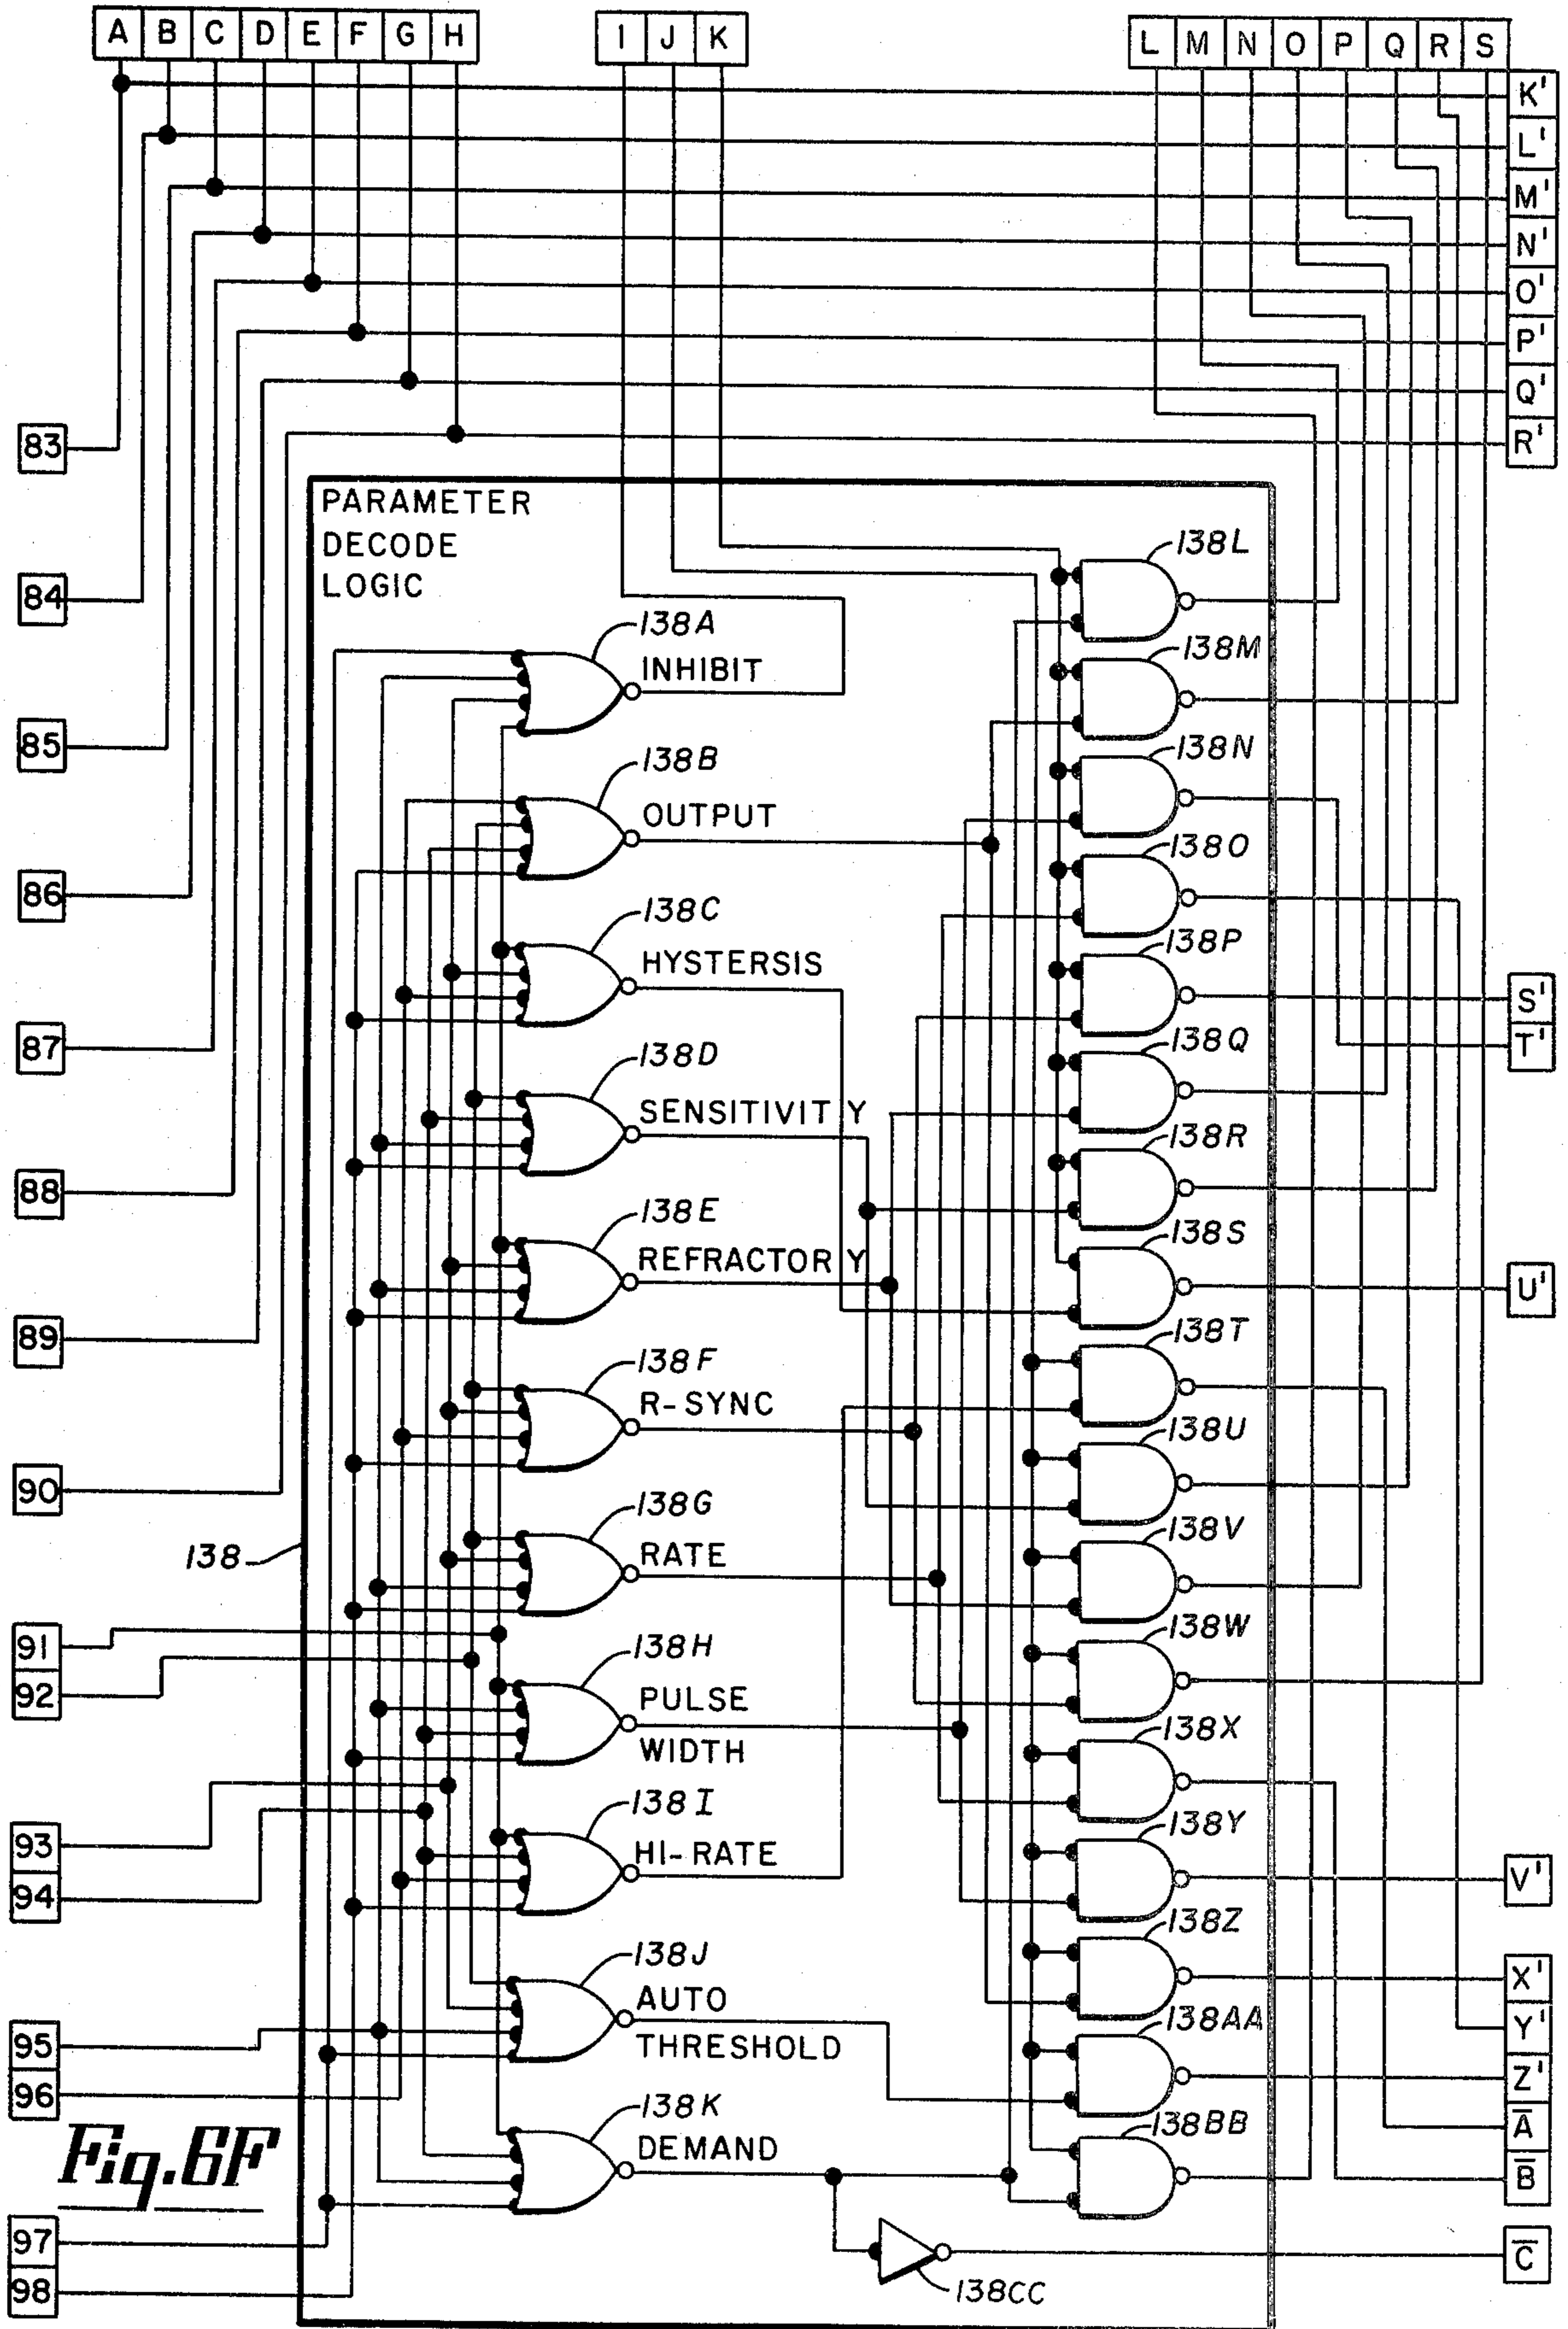 A B C D E F G H
I J K
L M N O P Q R S
K'
L'
M'
N'
O'
P'
Q'
R'
83
84
85
86
87
88
89
90
138
91
92
93
94
95
96
97
98
PARAMETER
DECODE
LOGIC
138A
INHIBIT
138B
OUTPUT
138C
HYSTERSIS
138D
SENSITIVITY
138E
REFRACTORY
138F
R-SYNC
138G
RATE
138H
PULSE
WIDTH
138I
HI-RATE
138J
AUTO
THRESHOLD
138K
DEMAND
138L
138M
138N
138O
138P
138Q
138R
138S
138T
138U
138V
138W
138X
138Y
138Z
138AA
138BB
138CC
S'
T'
U'
V'
X'
Y'
Z'
A̅
B̅
C̅
Fig.6F